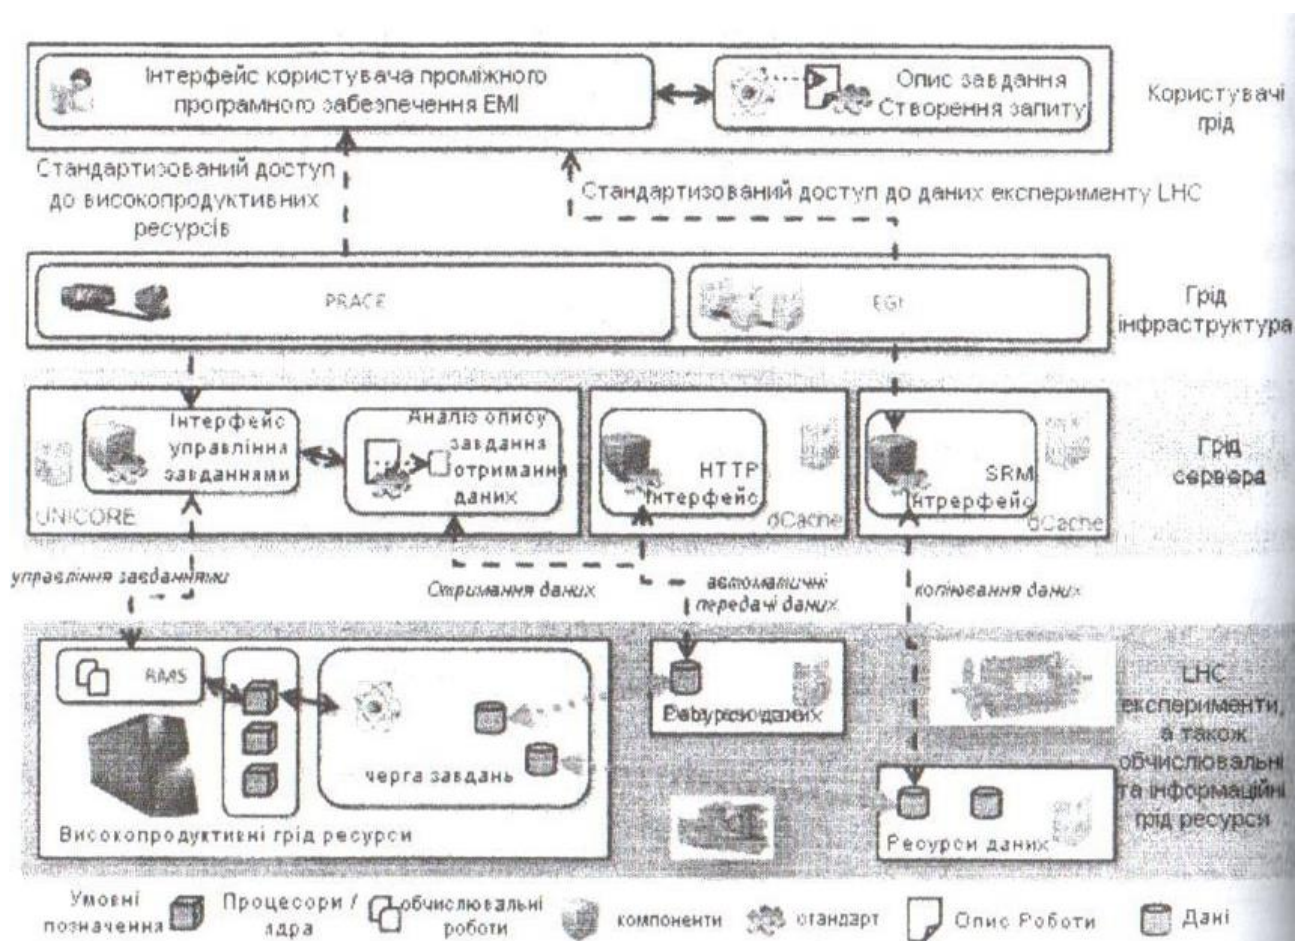 Інтерфейс користувача проміжного
програмного забезпечення EMI
Опис завдання
Створення запиту
Користувачі
грід
Стандартизований доступ
до високопродуктивних
ресурсів
Стандартизований доступ до даних експерименту LHC
PRACE
EGI
Грід
інфраструктура
Інтерфейс
управління
завданнями
UNICORE
Аналіз опису
завдання
отримання
даних
HTTP
Інтерфейс
dCache
SRM
Інтрерфейс
dCache
Грід
сервера
управління завданнями
Отримання даних
автоматичні
передачі даних
копіювання даних
RMS
черга завдань
Високопродуктивні грід ресурси
даних
Ресурси даних
LHC
експерименти,
а також
обчислювальні
та інформаційні
грід ресурси
Умовні
позначення
Процесори /
ядра
обчислювальні
роботи
компоненти
стандарт
Опис Роботи
Дані